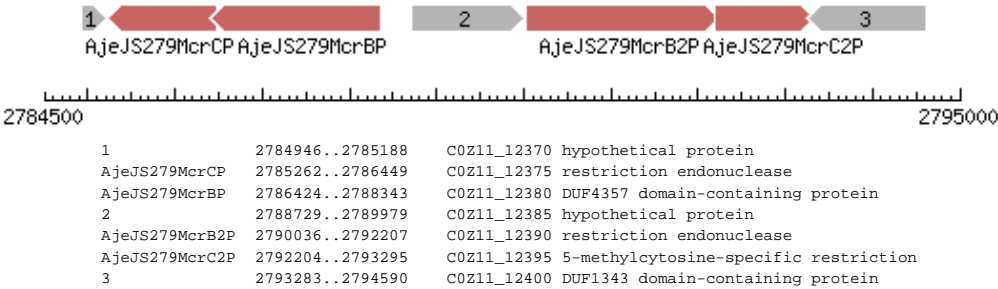 1 2 3
AjeJS279McrCP AjeJS279McrBP AjeJS279McrB2P AjeJS279McrC2P
2784500 2795000
1 2784946..2785188 C0Z11_12370 hypothetical protein
AjeJS279McrCP 2785262..2786449 C0Z11_12375 restriction endonuclease
AjeJS279McrBP 2786424..2788343 C0Z11_12380 DUF4357 domain-containing protein
2 2788729..2789979 C0Z11_12385 hypothetical protein
AjeJS279McrB2P 2790036..2792207 C0Z11_12390 restriction endonuclease
AjeJS279McrC2P 2792204..2793295 C0Z11_12395 5-methylcytosine-specific restriction
3 2793283..2794590 C0Z11_12400 DUF1343 domain-containing protein